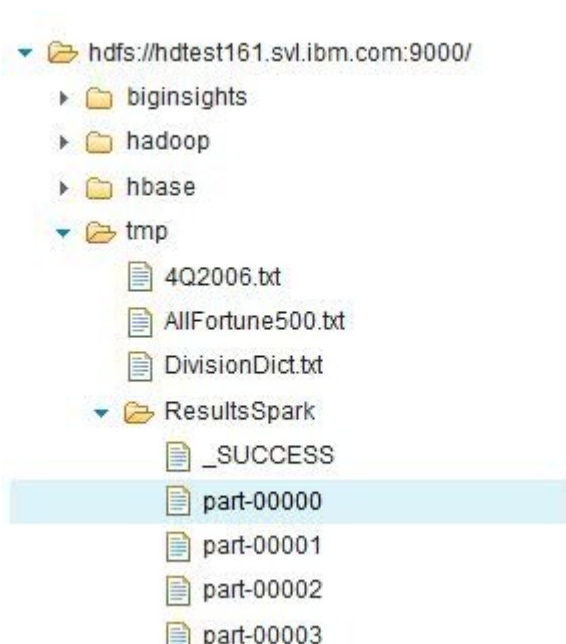 hdfs://hdtest161.svl.ibm.com:9000/
biginsights
hadoop
hbase
tmp
4Q2006.txt
AllFortune500.txt
DivisionDict.txt
ResultsSpark
_SUCCESS
part-00000
part-00001
part-00002
part-00003